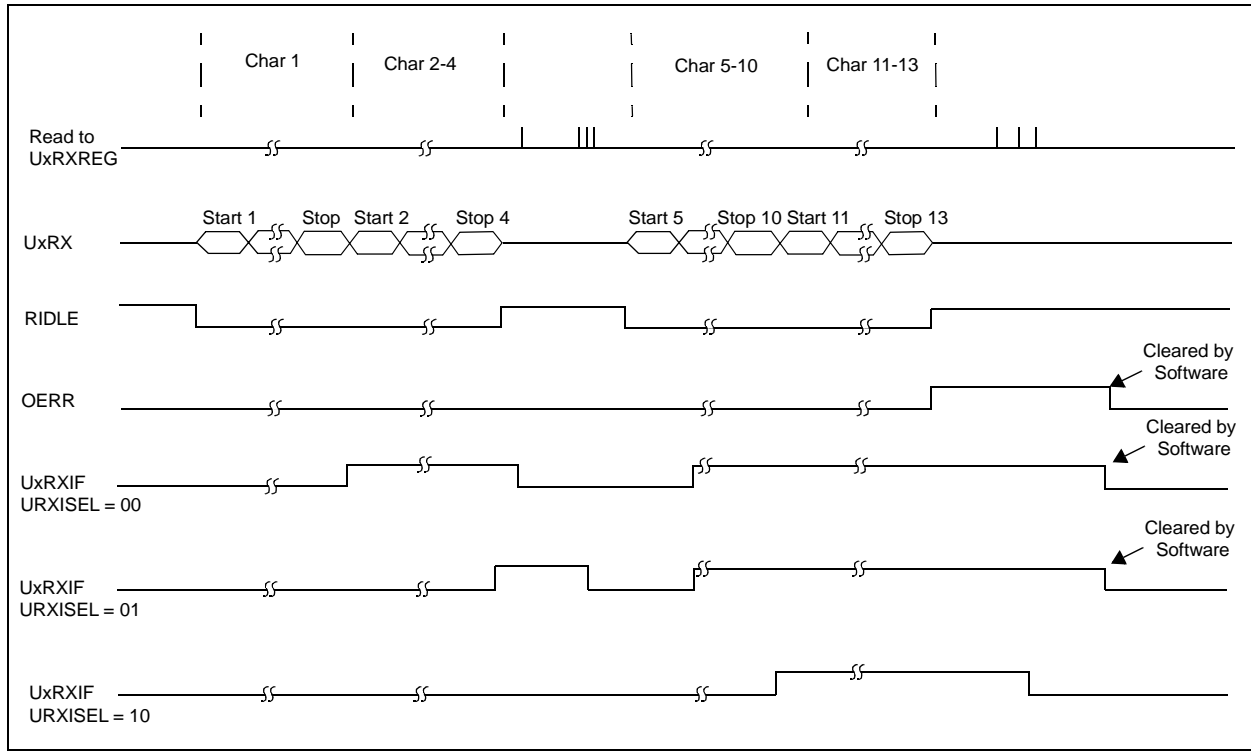 Char 1
Char 2-4
Char 5-10
Char 11-13
Read to
UxRXREG
Start 1
Stop
Start 2
Stop 4
Start 5
Stop 10
Start 11
Stop 13
UxRX
RIDLE
Cleared by
Software
OERR
Cleared by
Software
UxRXIF
URXISEL = 00
Cleared by
Software
UxRXIF
URXISEL = 01
UxRXIF
URXISEL = 10